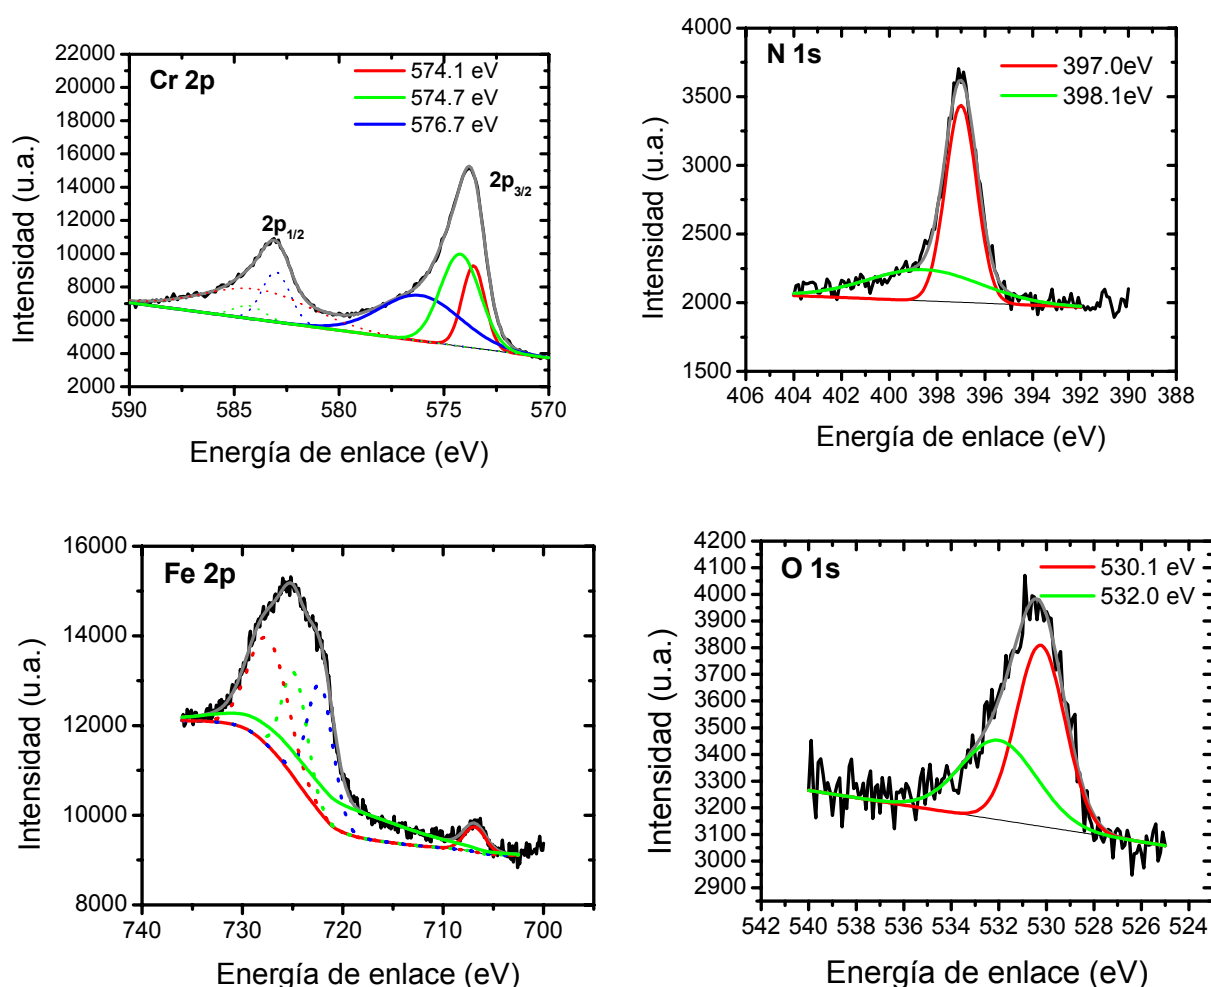 Cr 2p
574.1 eV
574.7 eV
576.7 eV
2p1/2
2p3/2
22000
20000
18000
16000
14000
12000
10000
8000
6000
4000
2000
590 585 580 575 570
Intensidad (u.a.)
Energía de enlace (eV)
N 1s
397.0eV
398.1eV
4000
3500
3000
2500
2000
1500
406 404 402 400 398 396 394 392 390 388
Intensidad (u.a.)
Energía de enlace (eV)
Fe 2p
16000
14000
12000
10000
8000
740 730 720 710 700
Intensidad (u.a.)
Energía de enlace (eV)
O 1s
530.1 eV
532.0 eV
4200
4100
4000
3900
3800
3700
3600
3500
3400
3300
3200
3100
3000
2900
542 540 538 536 534 532 530 528 526 524
Intensidad (u.a.)
Energía de enlace (eV)